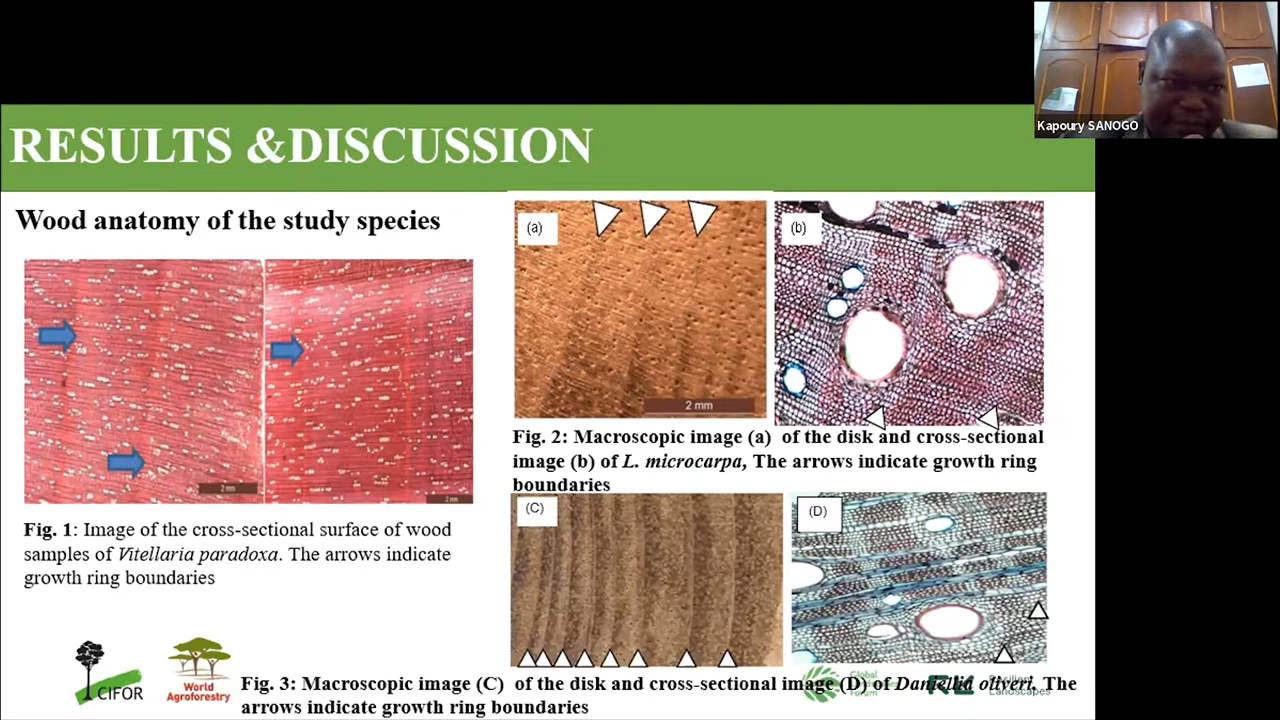 Kapoury SANOGO
RESULTS &DISCUSSION
Wood anatomy of the study species
2 mm
2 mm
Fig. 1: Image of the cross-sectional surface of wood
samples of Vitellaria paradoxa. The arrows indicate
growth ring boundaries
(a)
(b)
2 mm
Fig. 2: Macroscopic image (a) of the disk and cross-sectional
image (b) of L. microcarpa, The arrows indicate growth ring
boundaries
(C)
(D)
CIFOR
World
Agroforestry
Global
Forum
Resilient
Landscapes
Fig. 3: Macroscopic image (C) of the disk and cross-sectional image (D) of Daniellia oliveri, The
arrows indicate growth ring boundaries